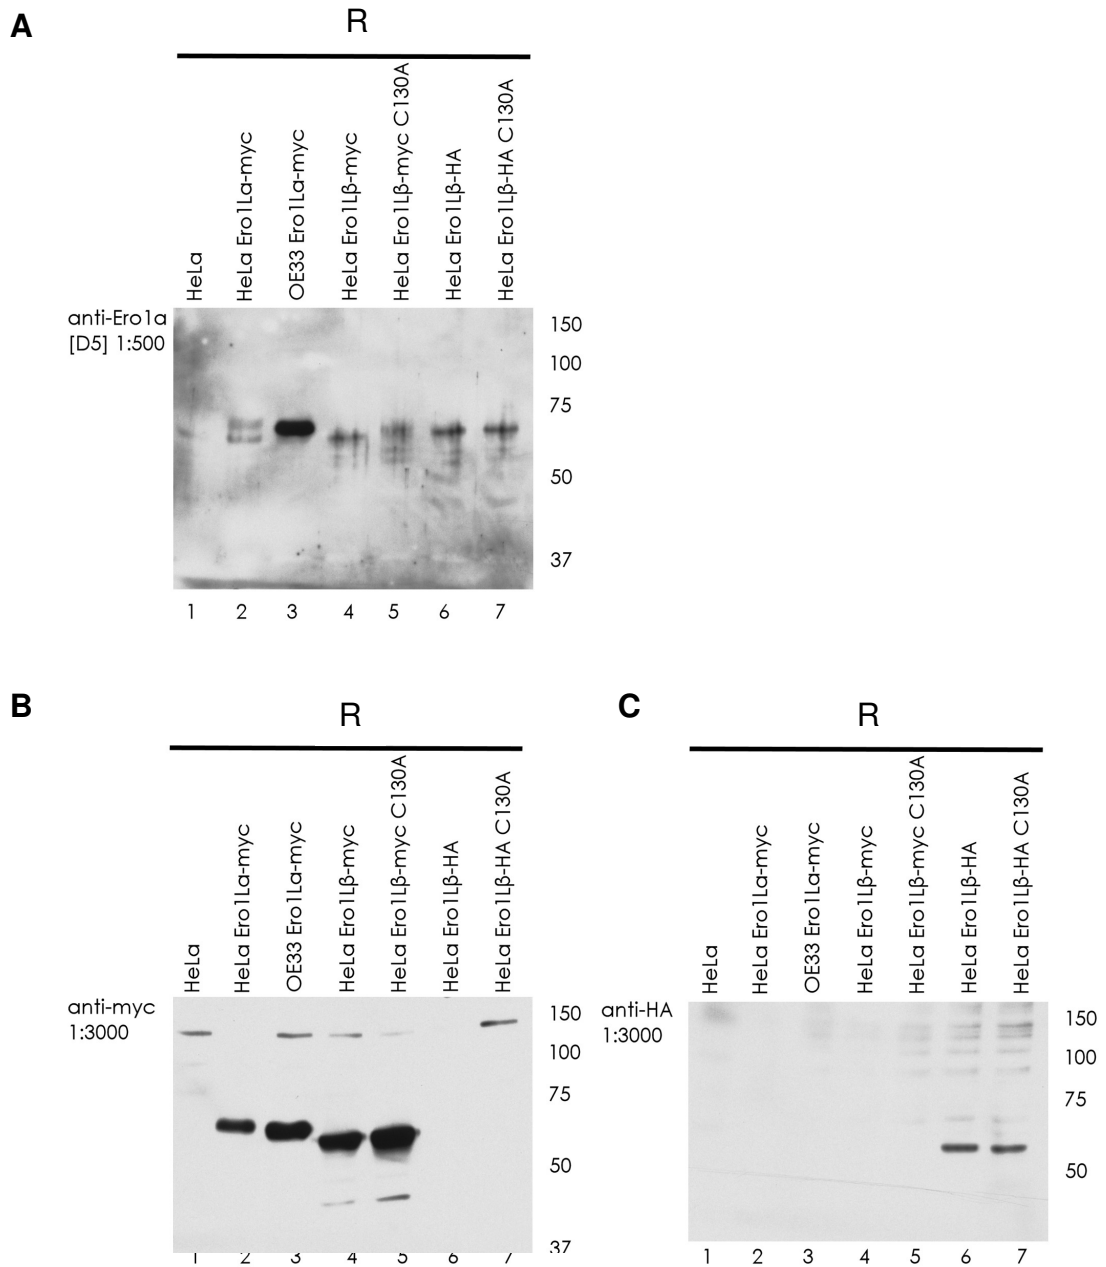 A
R
HeLa
HeLa Ero1La-myc
OE33 Ero1La-myc
HeLa Ero1Lβ-myc
HeLa Ero1Lβ-myc C130A
HeLa Ero1Lβ-HA
HeLa Ero1Lβ-HA C130A
anti-Ero1a
[D5] 1:500
150
100
75
50
37
1 2 3 4 5 6 7
B
R
HeLa
HeLa Ero1La-myc
OE33 Ero1La-myc
HeLa Ero1Lβ-myc
HeLa Ero1Lβ-myc C130A
HeLa Ero1Lβ-HA
HeLa Ero1Lβ-HA C130A
anti-myc
1:3000
150
100
75
50
37
1 2 3 4 5 6 7
C
R
HeLa
HeLa Ero1La-myc
OE33 Ero1La-myc
HeLa Ero1Lβ-myc
HeLa Ero1Lβ-myc C130A
HeLa Ero1Lβ-HA
HeLa Ero1Lβ-HA C130A
anti-HA
1:3000
150
100
75
50
1 2 3 4 5 6 7